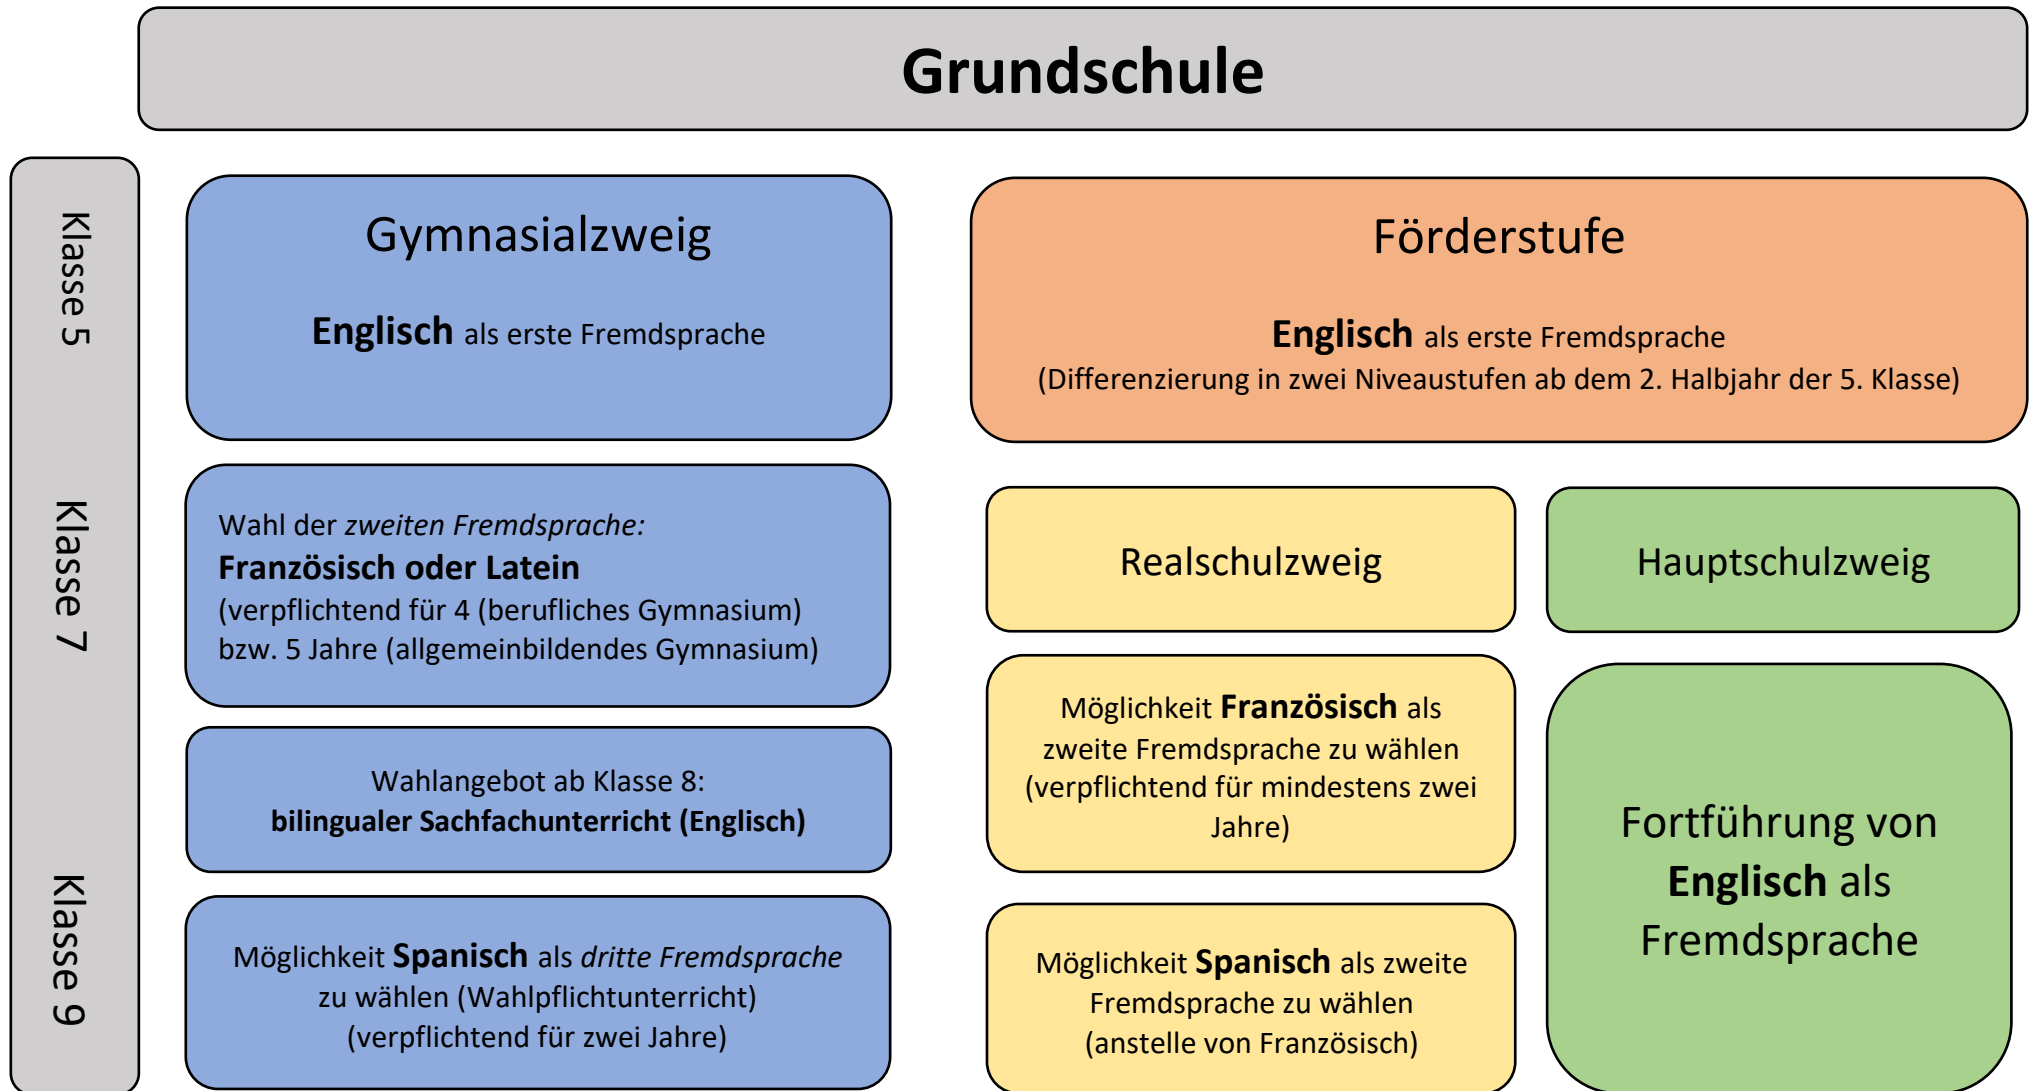 Grundschule
Klasse 5
Gymnasialzweig
Englisch als erste Fremdsprache
Förderstufe
Englisch als erste Fremdsprache
(Differenzierung in zwei Niveaustufen ab dem 2. Halbjahr der 5. Klasse)
Klasse 7
Wahl der zweiten Fremdsprache:
Französisch oder Latein
(verpflichtend für 4 (berufliches Gymnasium)
bzw. 5 Jahre (allgemeinbildendes Gymnasium)
Realschulzweig
Hauptschulzweig
Wahlangebot ab Klasse 8:
bilingualer Sachfachunterricht (Englisch)
Möglichkeit Französisch als
zweite Fremdsprache zu wählen
(verpflichtend für mindestens zwei
Jahre)
Fortführung von
Englisch als
Fremdsprache
Klasse 9
Möglichkeit Spanisch als dritte Fremdsprache
zu wählen (Wahlpflichtunterricht)
(verpflichtend für zwei Jahre)
Möglichkeit Spanisch als zweite
Fremdsprache zu wählen
(anstelle von Französisch)